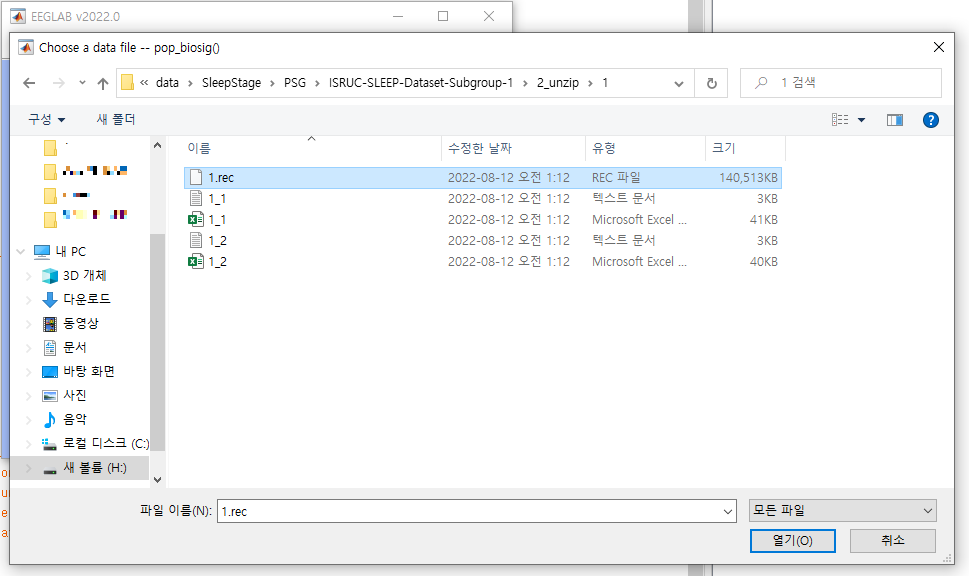 EEGLAB v2022.0
Choose a data file -- pop_biosig()
« data › SleepStage › PSG › ISRUC-SLEEP-Dataset-Subgroup-1 › 2_unzip › 1
1 검색
구성 새 폴더
이름 수정한 날짜 유형 크기
1.rec 2022-08-12 오전 1:12 REC 파일 140,513KB
1_1 2022-08-12 오전 1:12 텍스트 문서 3KB
1_1 2022-08-12 오전 1:12 Microsoft Excel ... 41KB
1_2 2022-08-12 오전 1:12 텍스트 문서 3KB
1_2 2022-08-12 오전 1:12 Microsoft Excel ... 40KB
내 PC
3D 개체
다운로드
동영상
문서
바탕 화면
사진
음악
로컬 디스크 (C:)
새 볼륨 (H:)
파일 이름(N): 1.rec
모든 파일
열기(O) 취소